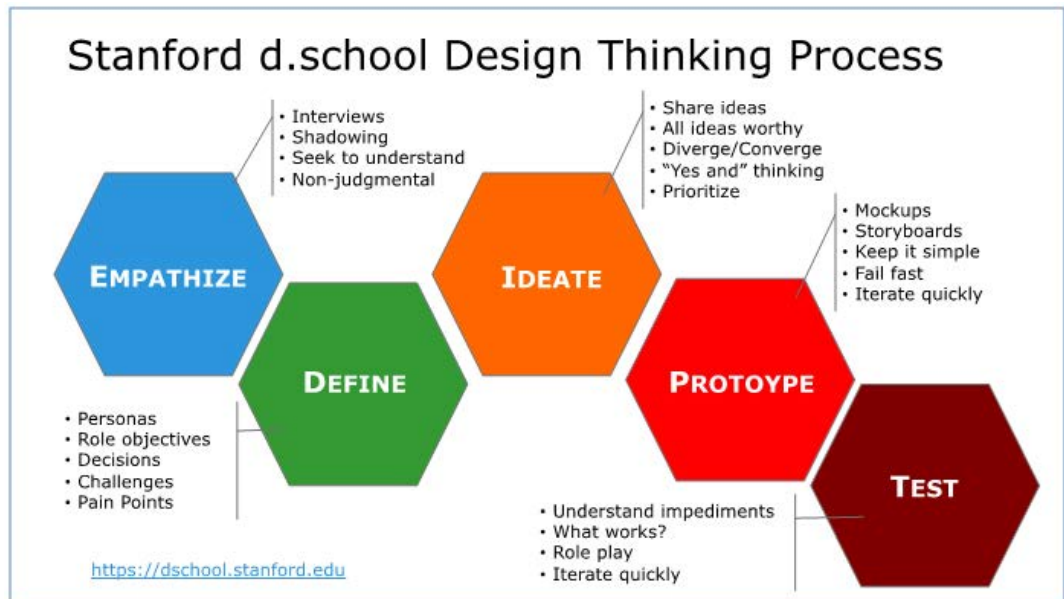 Stanford d.school Design Thinking Process
• Interviews
• Shadowing
• Seek to understand
• Non-judgmental
EMPATHIZE
• Personas
• Role objectives
• Decisions
• Challenges
• Pain Points
DEFINE
• Share ideas
• All ideas worthy
• Diverge/Converge
• “Yes and” thinking
• Prioritize
IDEATE
• Mockups
• Storyboards
• Keep it simple
• Fail fast
• Iterate quickly
PROTOYPE
• Understand impediments
• What works?
• Role play
• Iterate quickly
TEST
https://dschool.stanford.edu